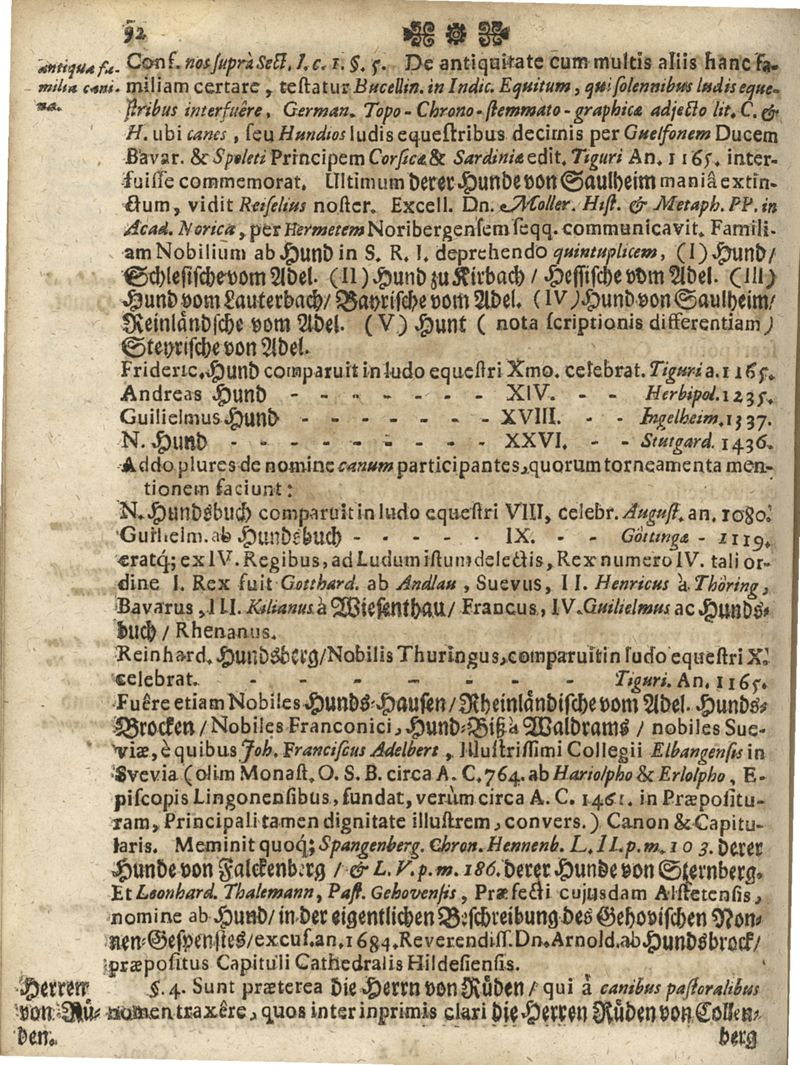 92
antiqua fa-
milia cani-
na.
Conf. nos suprà Sect. I. c. 1. §. 5. De antiquitate cum multis aliis hanc fa-
miliam certare, testatur Bucellin. in Indic. Equitum, qui solennibus ludis eque-
stribus interfuêre, German. Topo-Chrono-stemmato-graphicæ adjecto lit. C. &
H. ubi canes, seu Hundios ludis equestribus decimis per Guelfonem Ducem
Bavar. & Spoleti Principem Corsicæ & Sardiniæ edit. Tiguri An. 1165. inter-
fuisse commemorat. Ultimum derer Hunde von Saulheim maniâ extin-
ctum, vidit Reiselius noster. Excell. Dn. Moller. Hist. & Metaph. PP. in
Acad. Norica, per Hermetem Noribergensem seqq. communicavit. Famili-
am Nobilium ab Hund in S. R. I. deprehendo quintuplicem, (I) Hund/
Schlesische vom Adel. (II) Hund zu Kirbach / Hessische vom Adel. (III)
Hund vom Lauterbach/ Bayrische vom Adel. (IV) Hund von Saulheim/
Reinländsche vom Adel. (V) Hunt ( nota scriptionis differentiam)
Steyrische von Adel.
Frideric. Hund comparuit in ludo equestri Xmo. celebrat. Tiguri a. 1165.
Andreas Hund - - - - - - - XIV. - - Herbipol. 1235.
Guilielmus Hund - - - - - - - XVIII. - - Ingelheim. 1337.
N. Hund - - - - - - - - XXVI. - - Stutgard. 1436.
Addo plures de nomine canum participantes, quorum torneamenta men-
tionem faciunt:
N. Hundsbuch comparuit in ludo equestri VIII, celebr. August. an. 1080.
Guilhelm. ab Hundsbuch - - - - - IX. - - Göttingæ - 1119.
eratq; ex IV. Regibus, ad Ludum istum delectis, Rex numero IV. tali or-
dine I. Rex fuit Gotthard. ab Andlau, Suevus, II. Henricus à Thöring,
Bavarus, III. Kilianus à Wiesenthau/ Francus, IV. Guilielmus ac Hunds-
buch / Rhenanus.
Reinhard. Hundsberg/ Nobilis Thuringus, comparuit in ludo equestri X.
celebrat. - - - - - - - Tiguri. An. 1165.
Fuêre etiam Nobiles Hunds-Hausen/ Rheinländische vom Adel. Hunds-
Brocken / Nobiles Franconici, Hund-Biß à Waldrams / nobiles Sue-
viæ, è quibus Joh. Franciscus Adelbert, Illustrissimi Collegii Elbangensis in
Svevia (olim Monast. O. S. B. circa A. C. 764. ab Hariolpho & Erlolpho, E-
piscopis Lingonensibus, fundat, verùm circa A. C. 1461. in Præpositu-
ram, Principali tamen dignitate illustrem, convers.) Canon & Capitu-
laris. Meminit quoq; Spangenberg. Chron. Hennenb. L. II. p. m. 103. derer
Hunde von Falckenberg / & L. V. p. m. 186. derer Hunde von Sternberg.
Et Leonhard. Thalemann, Past. Gehovensis, Præfecti cujusdam Alstetensis,
nomine ab Hund/ in der eigentlichen Beschreibung des Gehovischen Non-
nen-Gespenstes/ excus. an. 1684. Reverendiss. Dn. Arnold. ab Hundsbrock/
præpositus Capituli Cathedralis Hildesiensis.
Herren
von Rü-
den.
§. 4. Sunt præterea die Herrn von Rüden / qui à canibus pastoralibus
nomen traxêre, quos inter inprimis clari die Herren Rüden von Collen-
berg